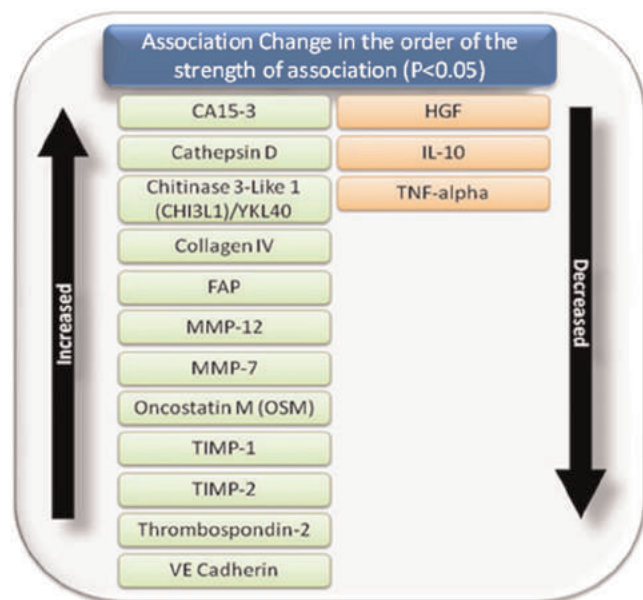 Association Change in the order of the
strength of association (P<0.05)
CA15-3
HGF
Cathepsin D
IL-10
Chitinase 3-Like 1
(CHI3L1)/YKL40
TNF-alpha
Collagen IV
FAP
MMP-12
MMP-7
Oncostatin M (OSM)
TIMP-1
TIMP-2
Thrombospondin-2
VE Cadherin
Increased
Decreased